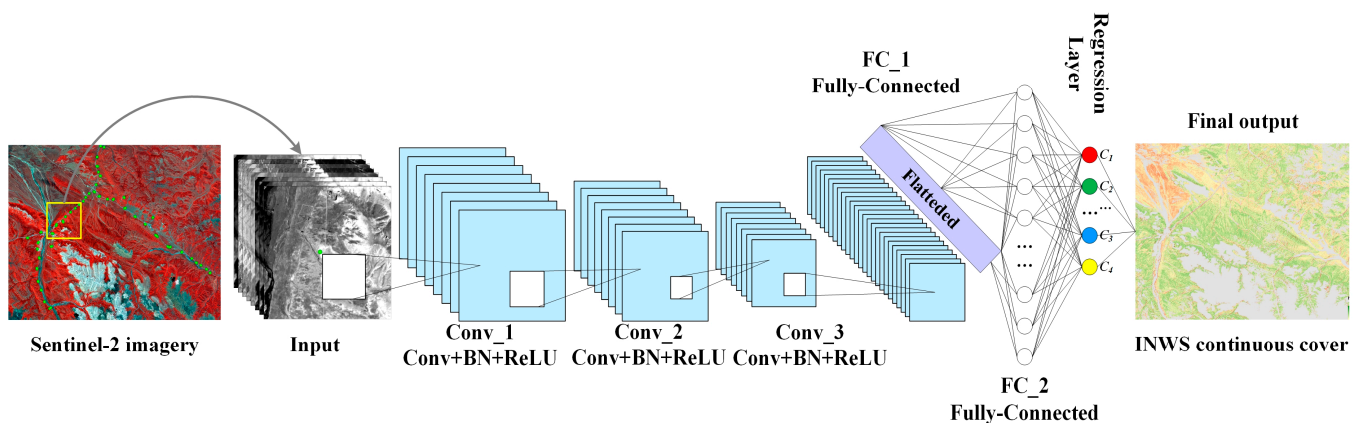 Sentinel-2 imagery
Input
Conv_1
Conv+BN+ReLU
Conv_2
Conv+BN+ReLU
Conv_3
Conv+BN+ReLU
FC_1
Fully-Connected
Flatteded
...
...
FC_2
Fully-Connected
Regression
Layer
C1
C2
... ...
C3
C4
Final output
INWS continuous cover